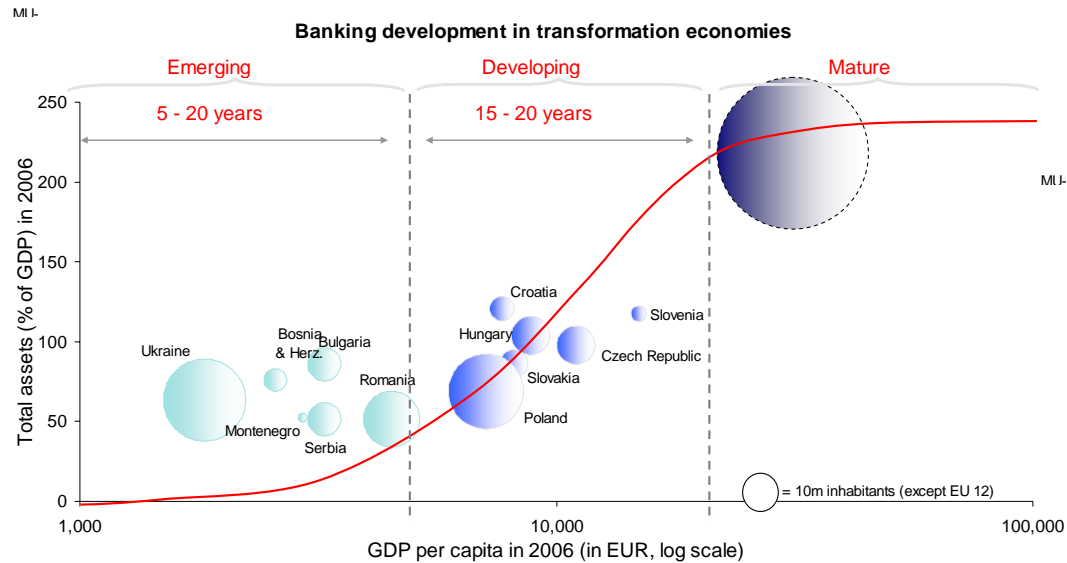 MU-
Banking development in transformation economies
Emerging
Developing
Mature
5 - 20 years
15 - 20 years
Total assets (% of GDP) in 2006
250
200
150
100
50
0
MU-
Croatia
Slovenia
Hungary
Czech Republic
Slovakia
Poland
Bosnia
& Herz.
Bulgaria
Ukraine
Romania
Montenegro
Serbia
= 10m inhabitants (except EU 12)
1,000
10,000
100,000
GDP per capita in 2006 (in EUR, log scale)